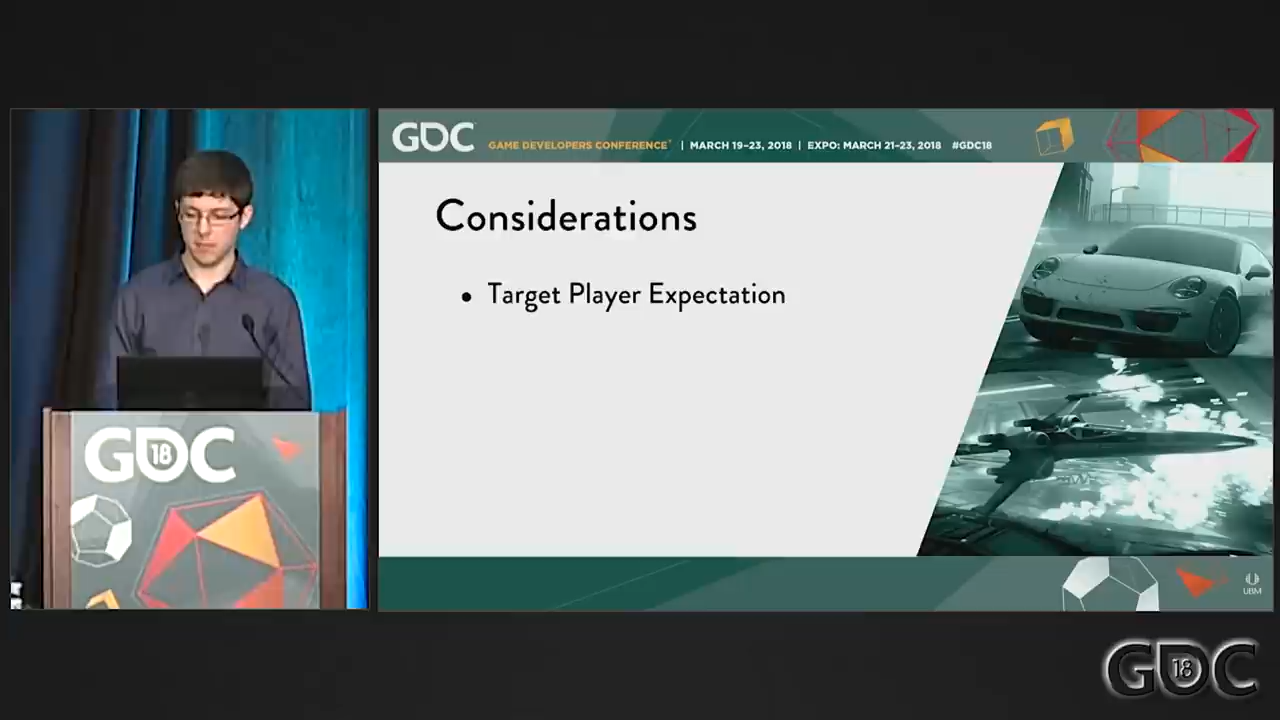 GDC
GAME DEVELOPERS CONFERENCE | MARCH 19–23, 2018 | EXPO: MARCH 21–23, 2018 #GDC18
Considerations
• Target Player Expectation
GDC
18
UBM
GDC
18